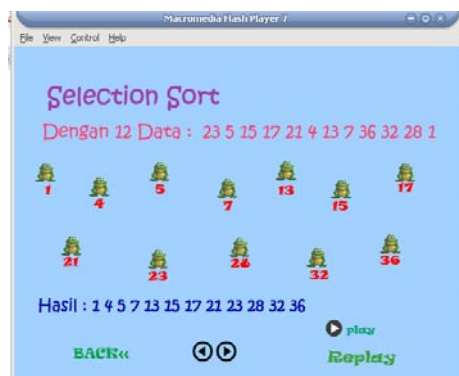 Macromedia Flash Player 7
File View Control Help
Selection Sort
Dengan 12 Data : 23 5 15 17 21 4 13 7 36 32 28 1
1 4 5 7 13 15 17
21 23 28 32 36
Hasil : 1 4 5 7 13 15 17 21 23 28 32 36
play
BACK«
Replay